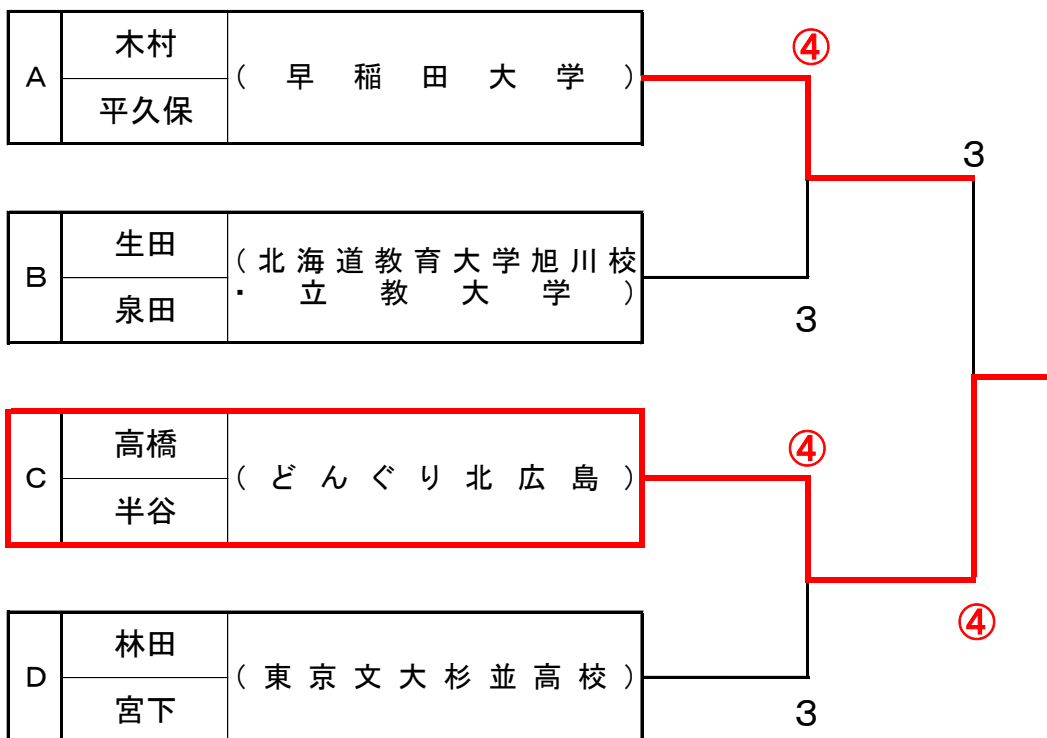 A
木村
平久保
(早稲田大学)
④
3
B
生田
泉田
(北海道教育大学旭川校
・立教大学)
3
C
高橋
半谷
(どんぐり北広島)
④
④
D
林田
宮下
(東京文大杉並高校)
3